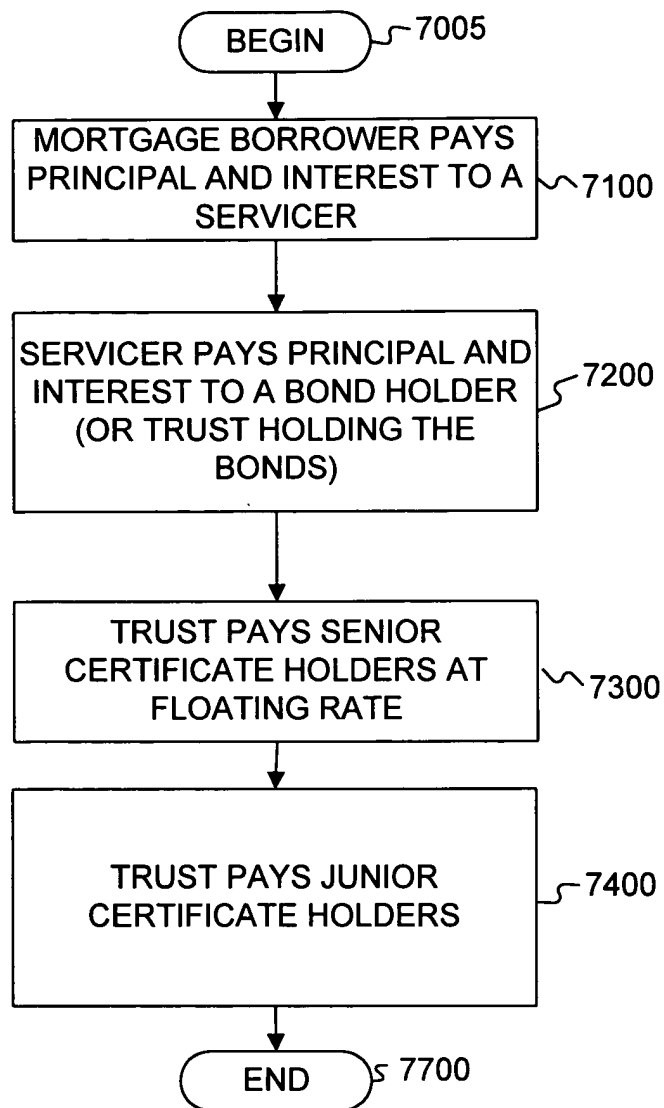 BEGIN
7005
MORTGAGE BORROWER PAYS
PRINCIPAL AND INTEREST TO A
SERVICER
7100
SERVICER PAYS PRINCIPAL AND
INTEREST TO A BOND HOLDER
(OR TRUST HOLDING THE
BONDS)
7200
TRUST PAYS SENIOR
CERTIFICATE HOLDERS AT
FLOATING RATE
7300
TRUST PAYS JUNIOR
CERTIFICATE HOLDERS
7400
END
7700